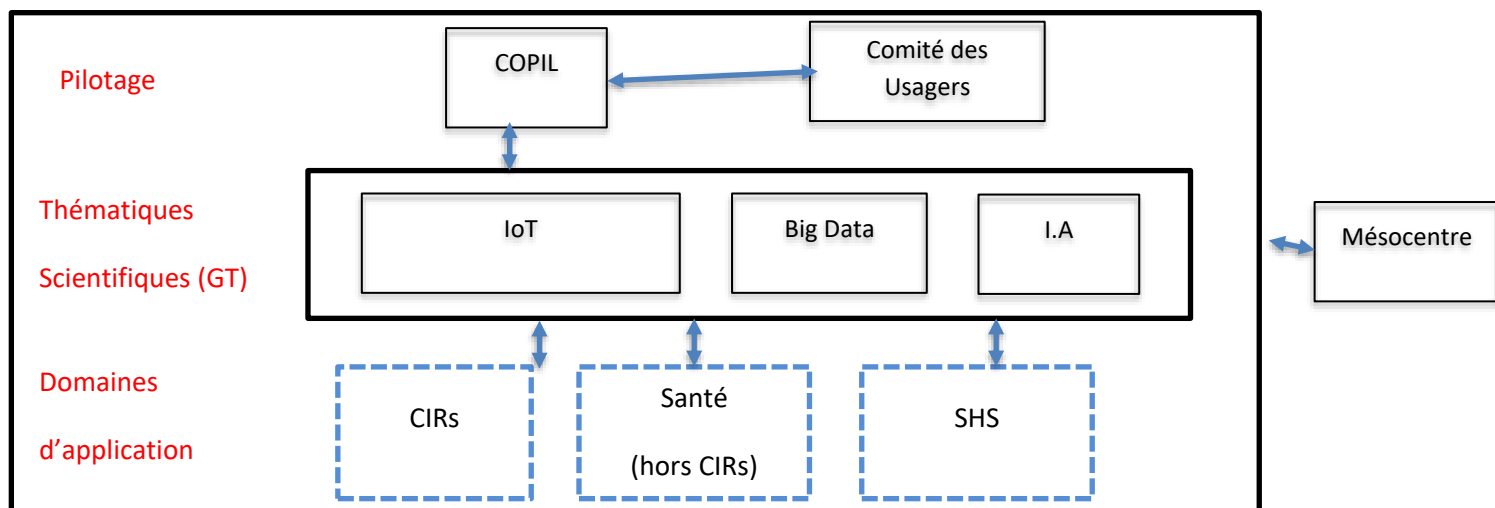 Pilotage
COPIL
Comité des
Usagers
Thématiques
Scientifiques (GT)
IoT
Big Data
I.A
Mésocentre
Domaines
d’application
CIRs
Santé
(hors CIRs)
SHS